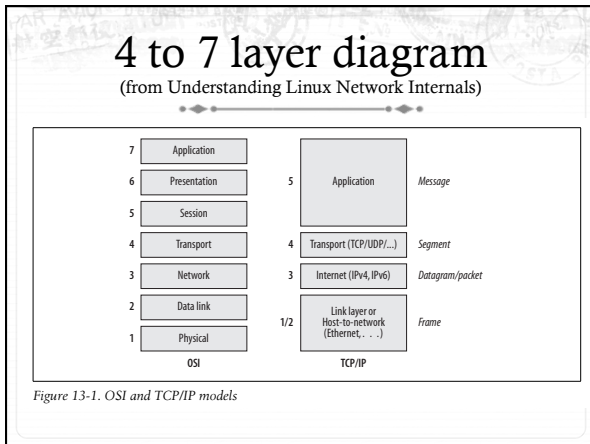 4 to 7 layer diagram
(from Understanding Linux Network Internals)
7 Application
6 Presentation
5 Session
4 Transport
3 Network
2 Data link
1 Physical
OSI
5 Application Message
4 Transport (TCP/UDP/...) Segment
3 Internet (IPv4, IPv6) Datagram/packet
1/2 Link layer or
Host-to-network
(Ethernet, . . . ) Frame
TCP/IP
Figure 13-1. OSI and TCP/IP models